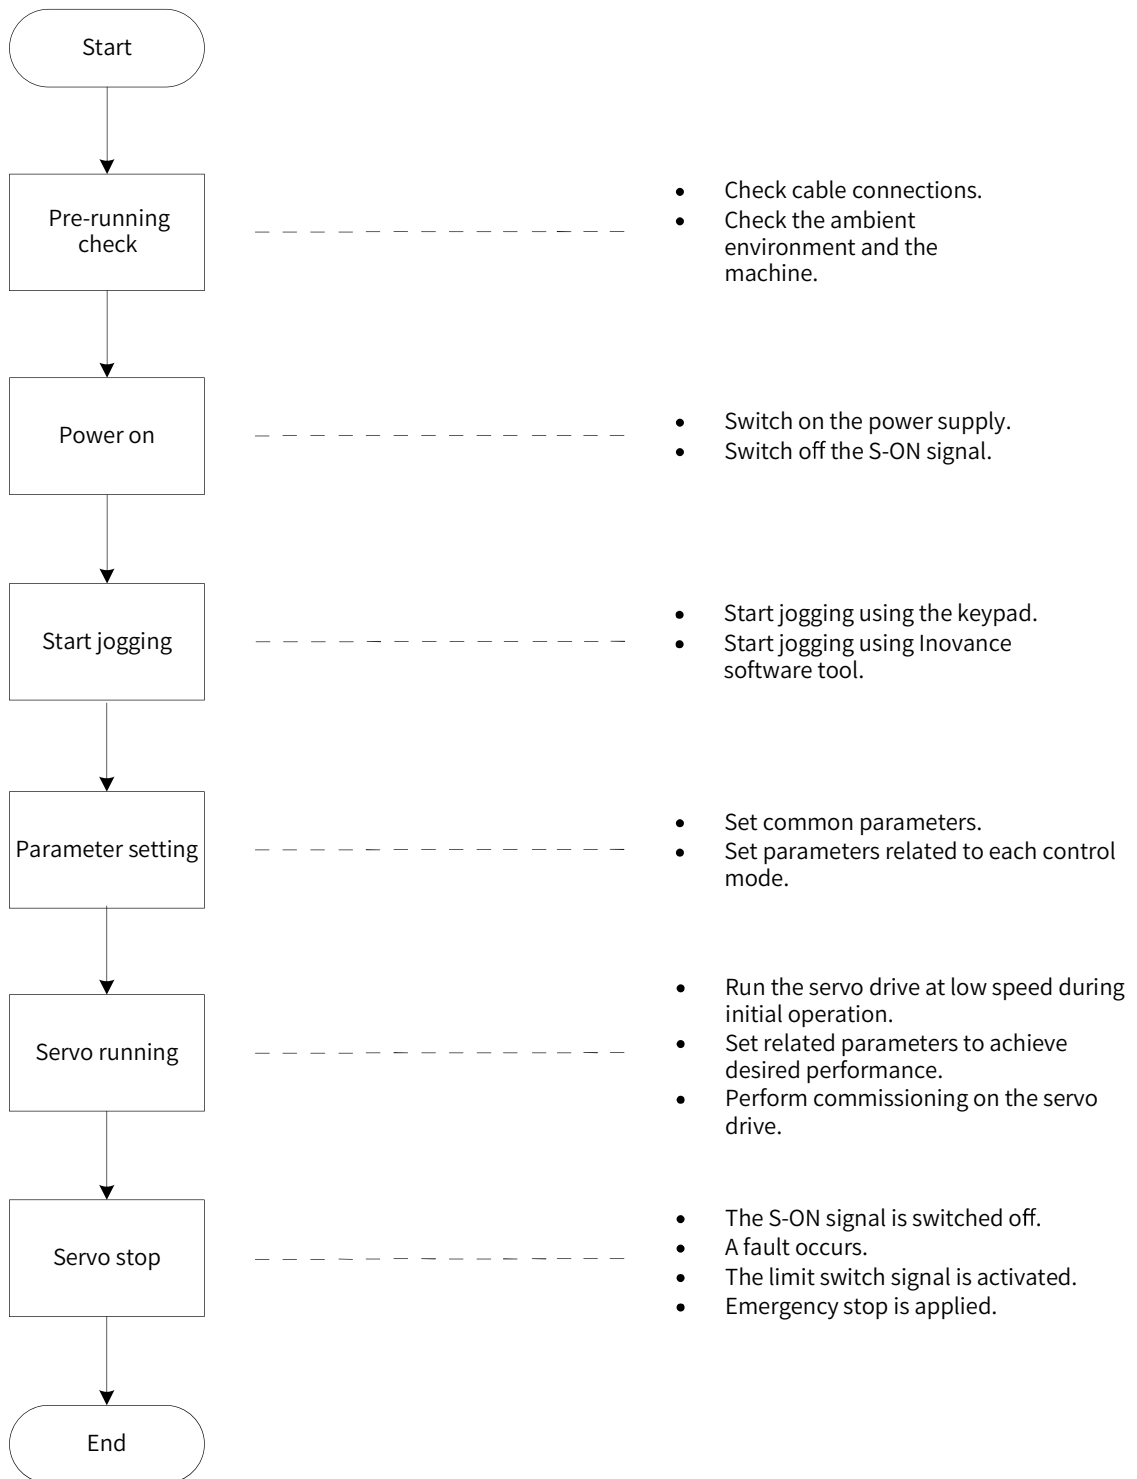 Start
Pre-running
check
• Check cable connections.
• Check the ambient
environment and the
machine.
Power on
• Switch on the power supply.
• Switch off the S-ON signal.
Start jogging
• Start jogging using the keypad.
• Start jogging using Inovance
software tool.
Parameter setting
• Set common parameters.
• Set parameters related to each control
mode.
Servo running
• Run the servo drive at low speed during
initial operation.
• Set related parameters to achieve
desired performance.
• Perform commissioning on the servo
drive.
Servo stop
• The S-ON signal is switched off.
• A fault occurs.
• The limit switch signal is activated.
• Emergency stop is applied.
End